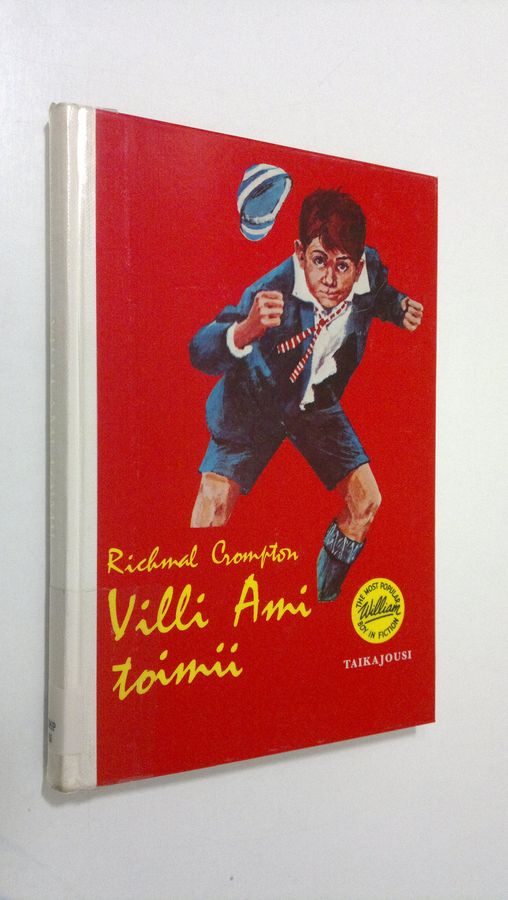 Richmal Crompton
Villi Ami
toimii
THE MOST POPULAR
William
BOY IN FICTION
TAIKAJOUSI